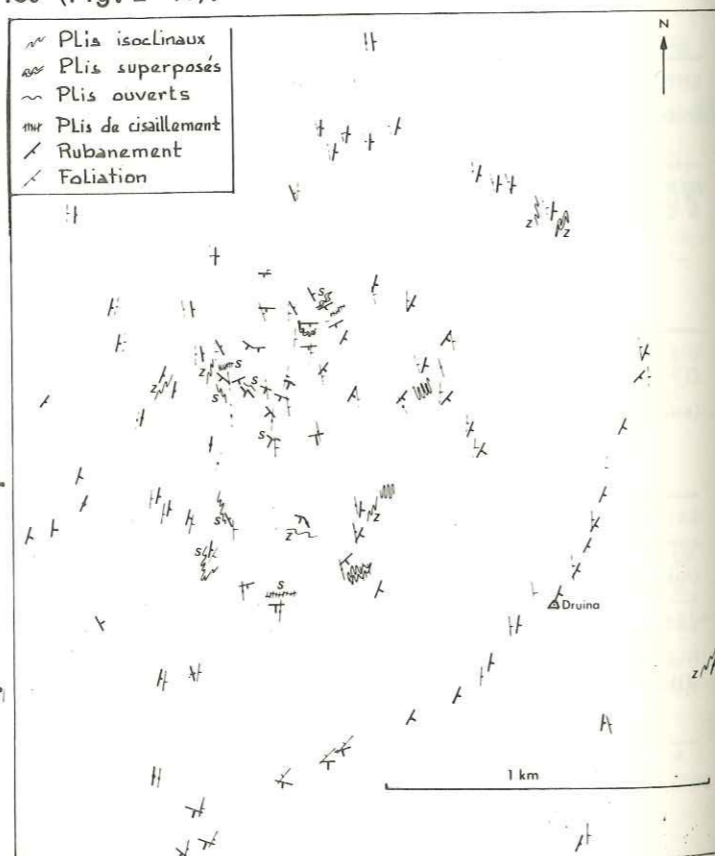 Plis isoclinaux
Plis superposés
Plis ouverts
Plis de cisaillement
Rubanement
Foliation
N
S
Z
Z
Z
S
S
Z
S
S
S
Z
Z
S
S
Druina
Z
1 km